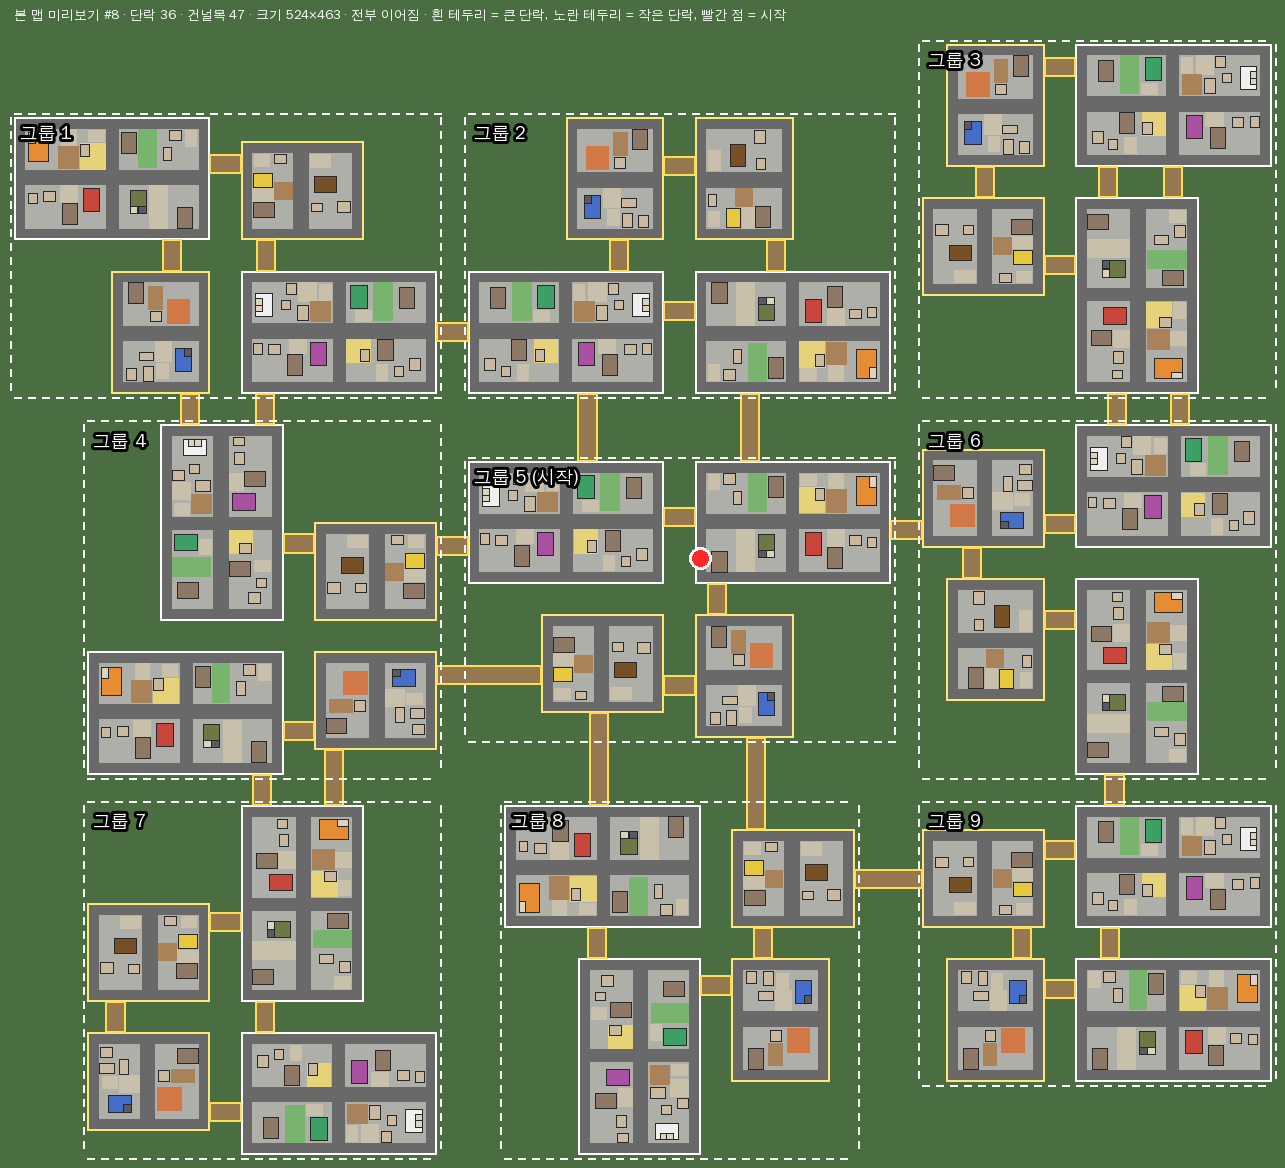 본 맵 미리보기 #8 · 단락 36 · 건널목 47 · 크기 524×463 · 전부 이어짐 · 흰 테두리 = 큰 단락, 노란 테두리 = 작은 단락, 빨간 점 = 시작
그룹 1
그룹 2
그룹 3
그룹 4
그룹 5 (시작)
그룹 6
그룹 7
그룹 8
그룹 9